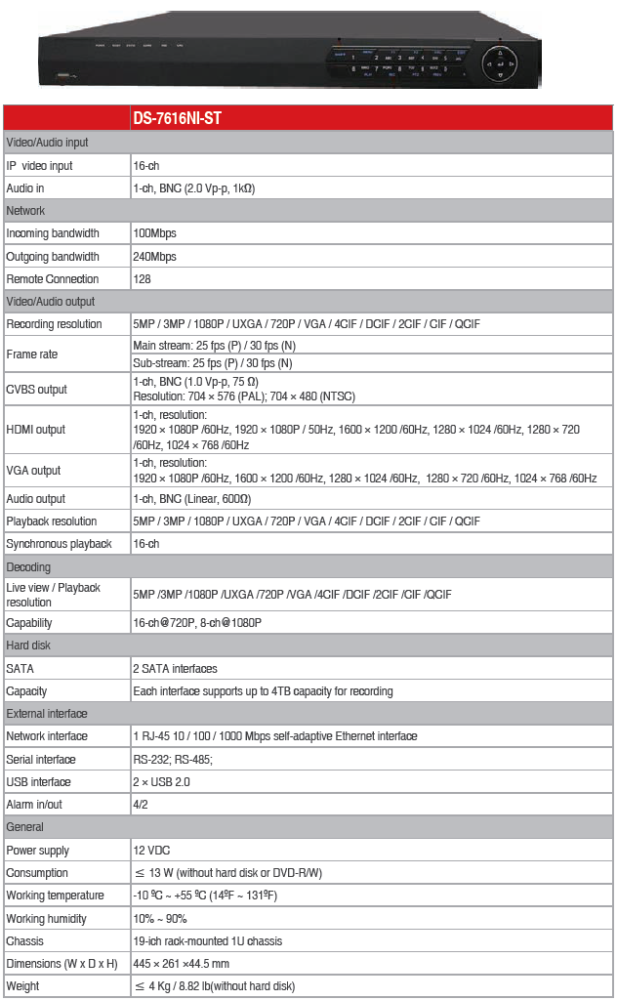 DS-7616NI-ST
Video/Audio input
IP video input 16-ch
Audio in 1-ch, BNC (2.0 Vp-p, 1kΩ)
Network
Incoming bandwidth 100Mbps
Outgoing bandwidth 240Mbps
Remote Connection 128
Video/Audio output
Recording resolution 5MP / 3MP / 1080P / UXGA / 720P / VGA / 4CIF / DCIF / 2CIF / CIF / QCIF
Frame rate
Main stream: 25 fps (P) / 30 fps (N)
Sub-stream: 25 fps (P) / 30 fps (N)
CVBS output
1-ch, BNC (1.0 Vp-p, 75 Ω)
Resolution: 704 × 576 (PAL); 704 × 480 (NTSC)
HDMI output
1-ch, resolution:
1920 × 1080P /60Hz, 1920 × 1080P / 50Hz, 1600 × 1200 /60Hz, 1280 × 1024 /60Hz, 1280 × 720
/60Hz, 1024 × 768 /60Hz
VGA output
1-ch, resolution:
1920 × 1080P /60Hz, 1600 × 1200 /60Hz, 1280 × 1024 /60Hz, 1280 × 720 /60Hz, 1024 × 768 /60Hz
Audio output 1-ch, BNC (Linear, 600Ω)
Playback resolution 5MP / 3MP / 1080P / UXGA / 720P / VGA / 4CIF / DCIF / 2CIF / CIF / QCIF
Synchronous playback 16-ch
Decoding
Live view / Playback
resolution
5MP /3MP /1080P /UXGA /720P /VGA /4CIF /DCIF /2CIF /CIF /QCIF
Capability 16-ch@720P, 8-ch@1080P
Hard disk
SATA 2 SATA interfaces
Capacity Each interface supports up to 4TB capacity for recording
External interface
Network interface 1 RJ-45 10 / 100 / 1000 Mbps self-adaptive Ethernet interface
Serial interface RS-232; RS-485;
USB interface 2 × USB 2.0
Alarm in/out 4/2
General
Power supply 12 VDC
Consumption ≤ 13 W (without hard disk or DVD-R/W)
Working temperature -10 ºC ~ +55 ºC (14ºF ~ 131ºF)
Working humidity 10% ~ 90%
Chassis 19-ich rack-mounted 1U chassis
Dimensions (W x D x H) 445 × 261 ×44.5 mm
Weight ≤ 4 Kg / 8.82 lb(without hard disk)